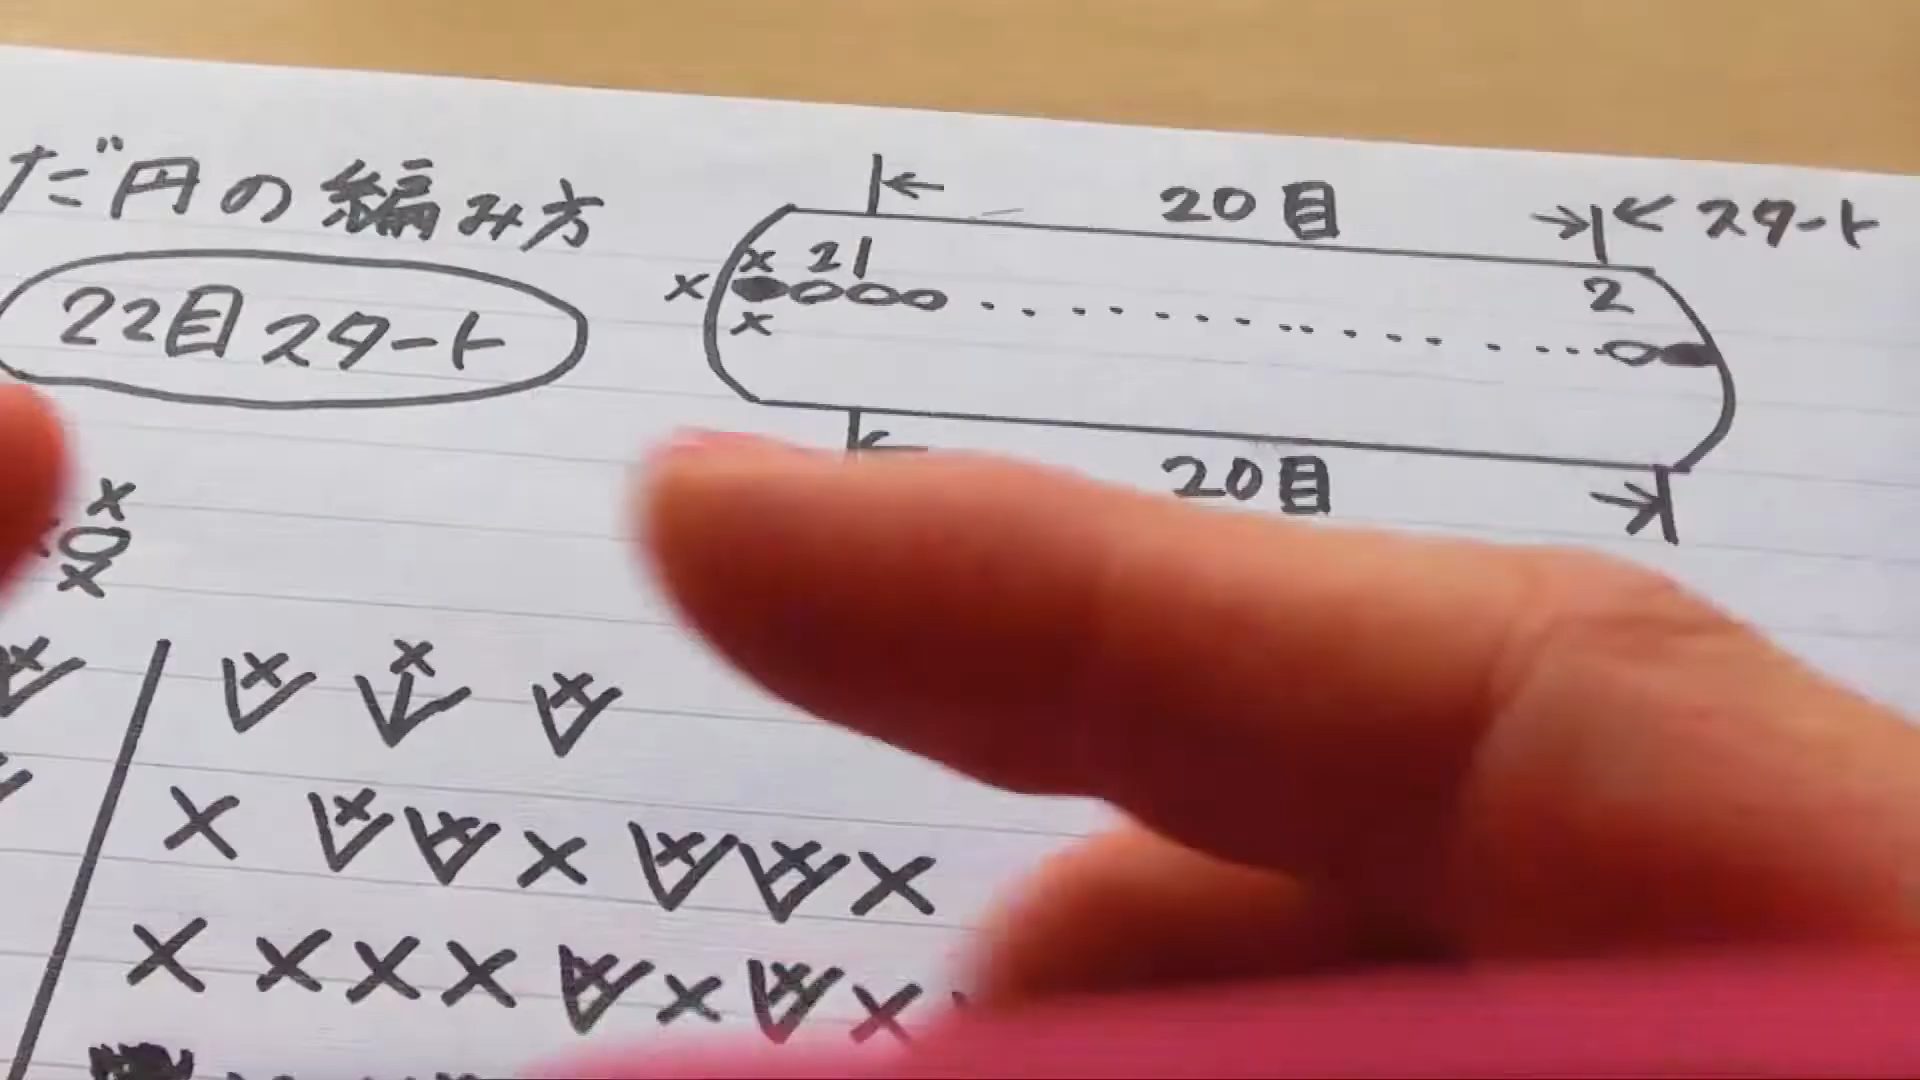 だ円の編み方
22目スタート
20目 スタート
x 21 2
x
x
20目
x
x
x
x x x
x x x x x x x
x x x x x x x x